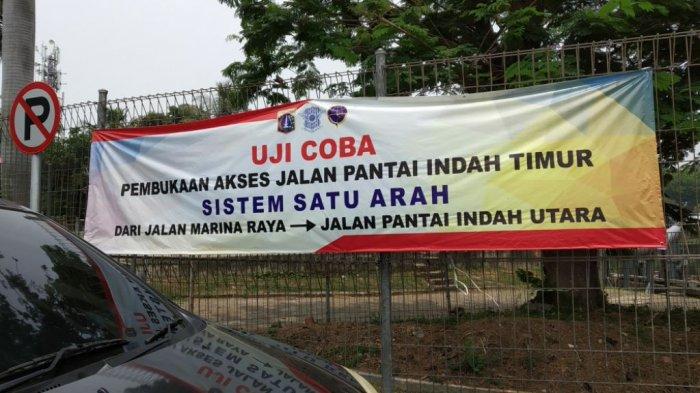 UJI COBA
PEMBUKAAN AKSES JALAN PANTAI INDAH TIMUR
SISTEM SATU ARAH
DARI JALAN MARINA RAYA → JALAN PANTAI INDAH UTARA
P